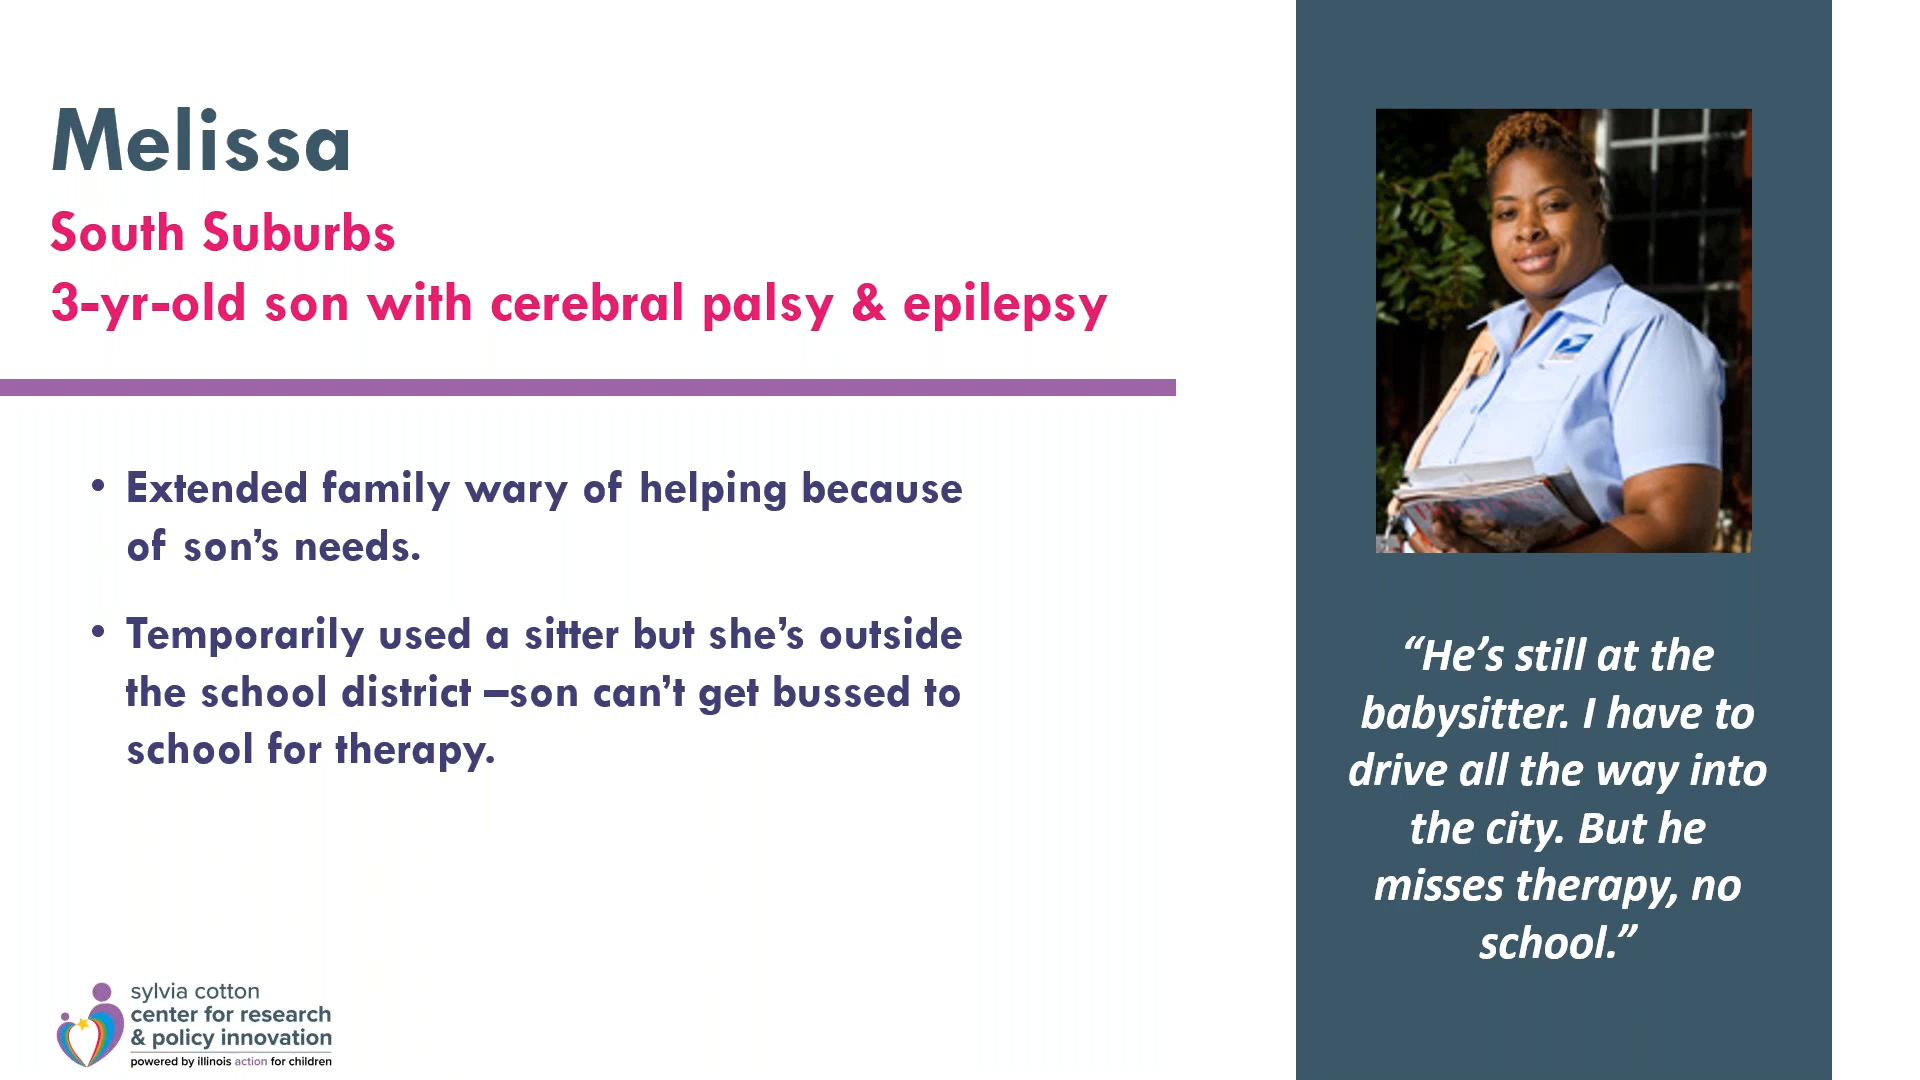 Melissa
South Suburbs
3-yr-old son with cerebral palsy & epilepsy
• Extended family wary of helping because
of son’s needs.
• Temporarily used a sitter but she’s outside
the school district –son can’t get bussed to
school for therapy.
“He’s still at the
babysitter. I have to
drive all the way into
the city. But he
misses therapy, no
school.”
sylvia cotton
center for research
& policy innovation
powered by illinois action for children